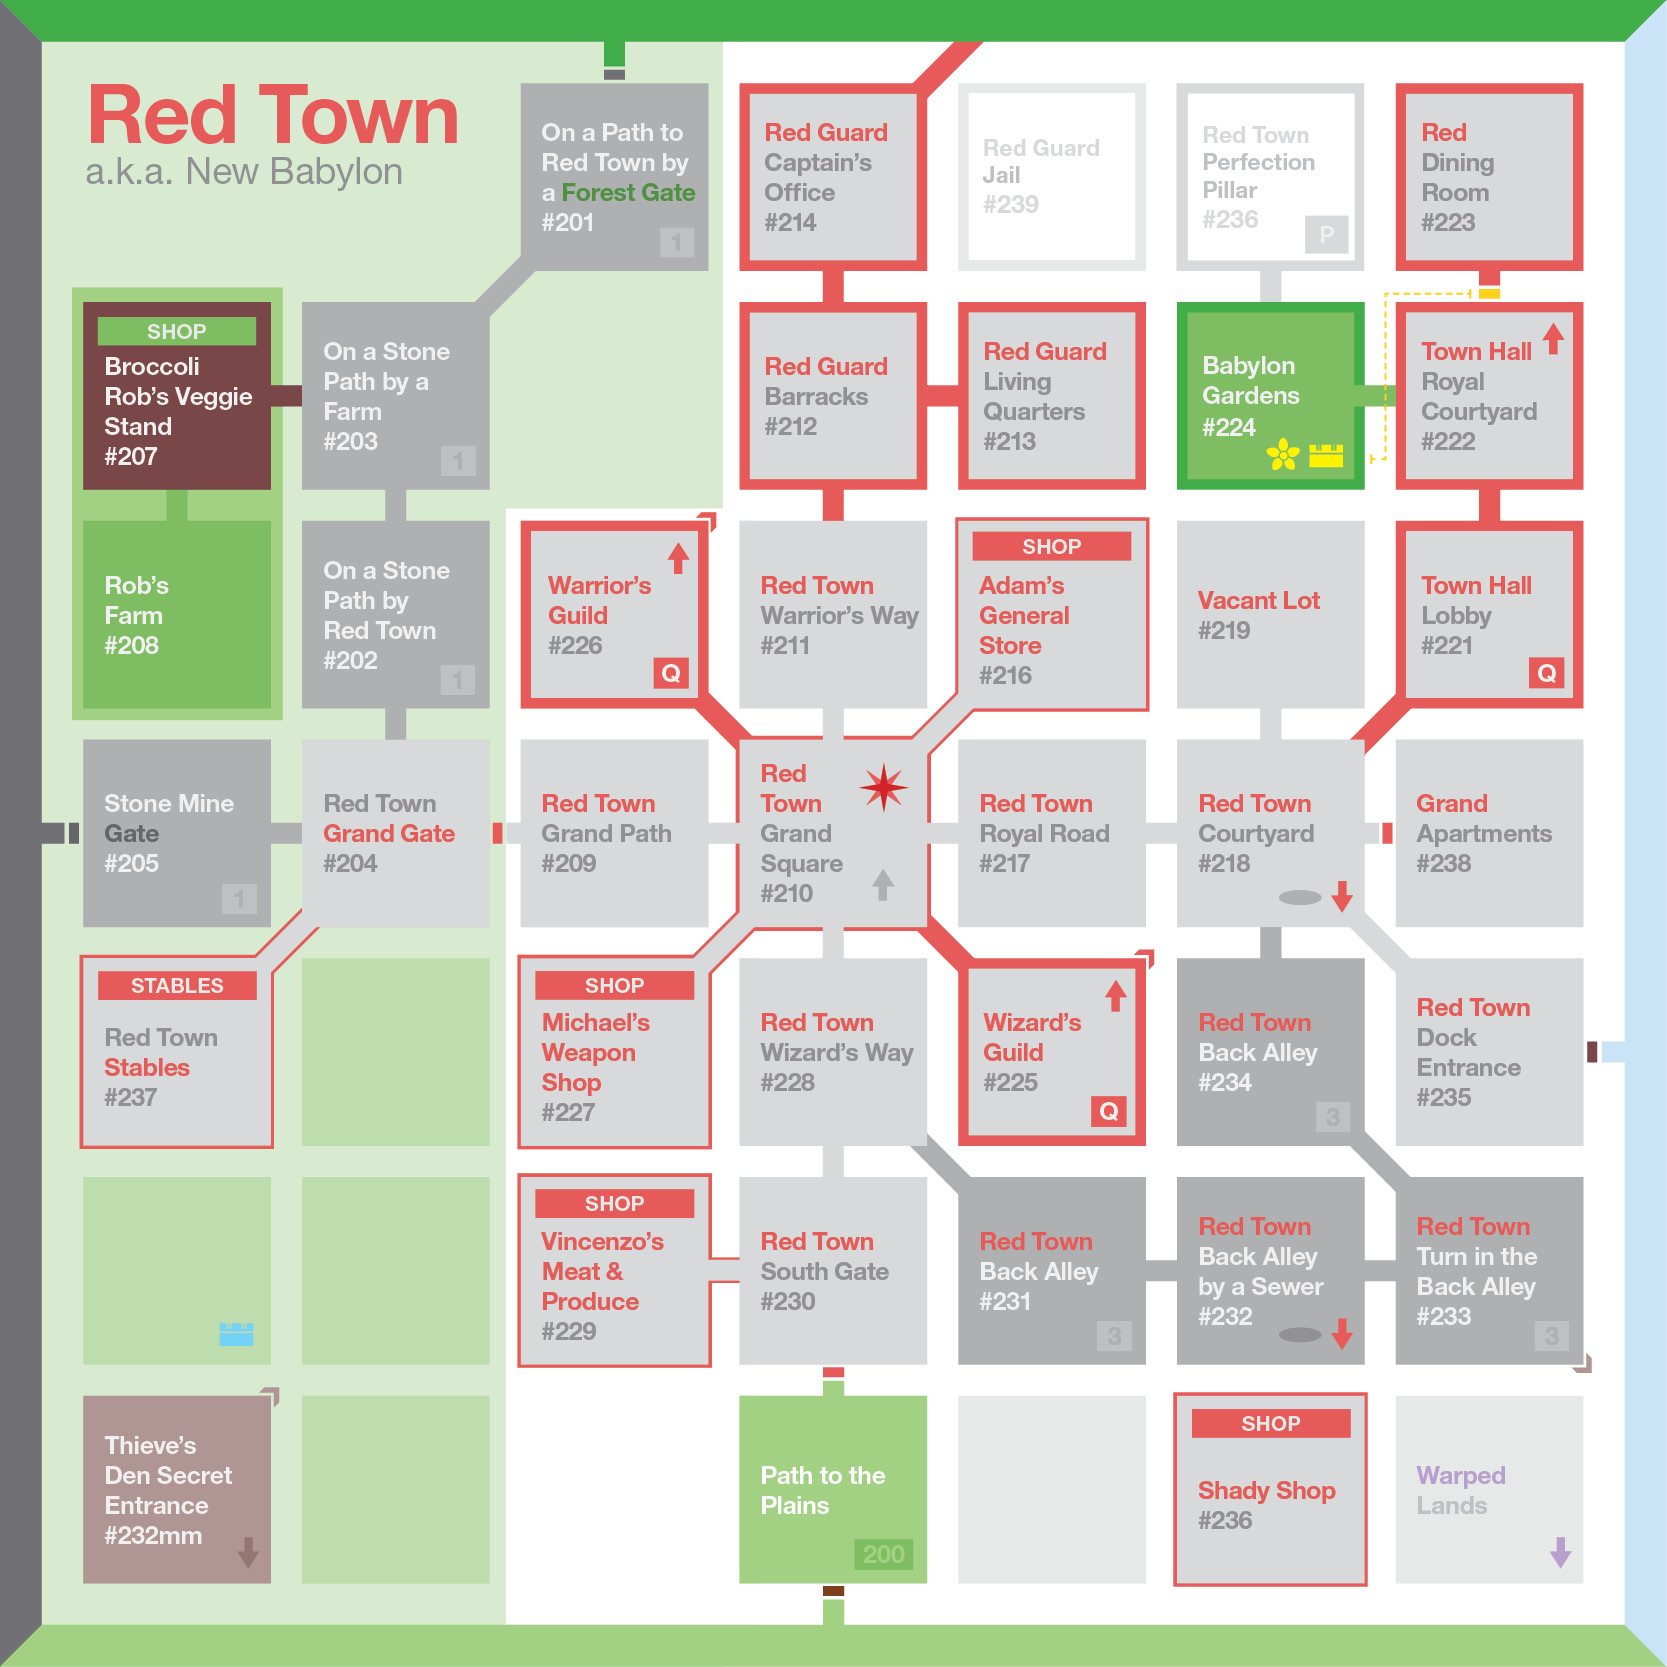 Red Town
a.k.a. New Babylon
On a Path to
Red Town by
a Forest Gate
#201
1
Red Guard
Captain's
Office
#214
Red Guard
Jail
#239
Red Town
Perfection
Pillar
#236
P
Red
Dining
Room
#223
SHOP
Broccoli
Rob's Veggie
Stand
#207
On a Stone
Path by a
Farm
#203
1
Red Guard
Barracks
#212
Red Guard
Living
Quarters
#213
Babylon
Gardens
#224
Town Hall
Royal
Courtyard
#222
Rob's
Farm
#208
On a Stone
Path by
Red Town
#202
1
Warrior's
Guild
#226
Q
Red Town
Warrior's Way
#211
SHOP
Adam's
General
Store
#216
Vacant Lot
#219
Town Hall
Lobby
#221
Q
Stone Mine
Gate
#205
1
Red Town
Grand Gate
#204
Red Town
Grand Path
#209
Red
Town
Grand
Square
#210
Red Town
Royal Road
#217
Red Town
Courtyard
#218
Grand
Apartments
#238
STABLES
Red Town
Stables
#237
SHOP
Michael's
Weapon
Shop
#227
Red Town
Wizard's Way
#228
Wizard's
Guild
#225
Q
Red Town
Back Alley
#234
3
Red Town
Dock
Entrance
#235
SHOP
Vincenzo's
Meat &
Produce
#229
Red Town
South Gate
#230
Red Town
Back Alley
#231
3
Red Town
Back Alley
by a Sewer
#232
Red Town
Turn in the
Back Alley
#233
3
Thieve's
Den Secret
Entrance
#232mm
Path to the
Plains
200
SHOP
Shady Shop
#236
Warped
Lands